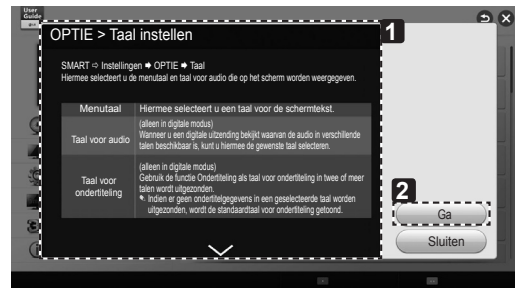 User
Guide
1
OPTIE > Taal instellen
SMART ⇨ Instellingen ➡ OPTIE ➡ Taal
Hiermee selecteert u de menutaal en taal voor audio die op het scherm worden weergegeven.
Menutaal
Hiermee selecteert u een taal voor de schermtekst.
Taal voor audio
(alleen in digitale modus)
Wanneer u een digitale uitzending bekijkt waarvan de audio in verschillende
talen beschikbaar is, kunt u hiermee de gewenste taal selecteren.
Taal voor
ondertiteling
(alleen in digitale modus)
Gebruik de functie Ondertiteling als taal voor ondertiteling in twee of meer
talen wordt uitgezonden.
Indien er geen ondertitelgegevens in een geselecteerde taal worden
uitgezonden, wordt de standaardtaal voor ondertiteling getoond.
2
Ga
Sluiten